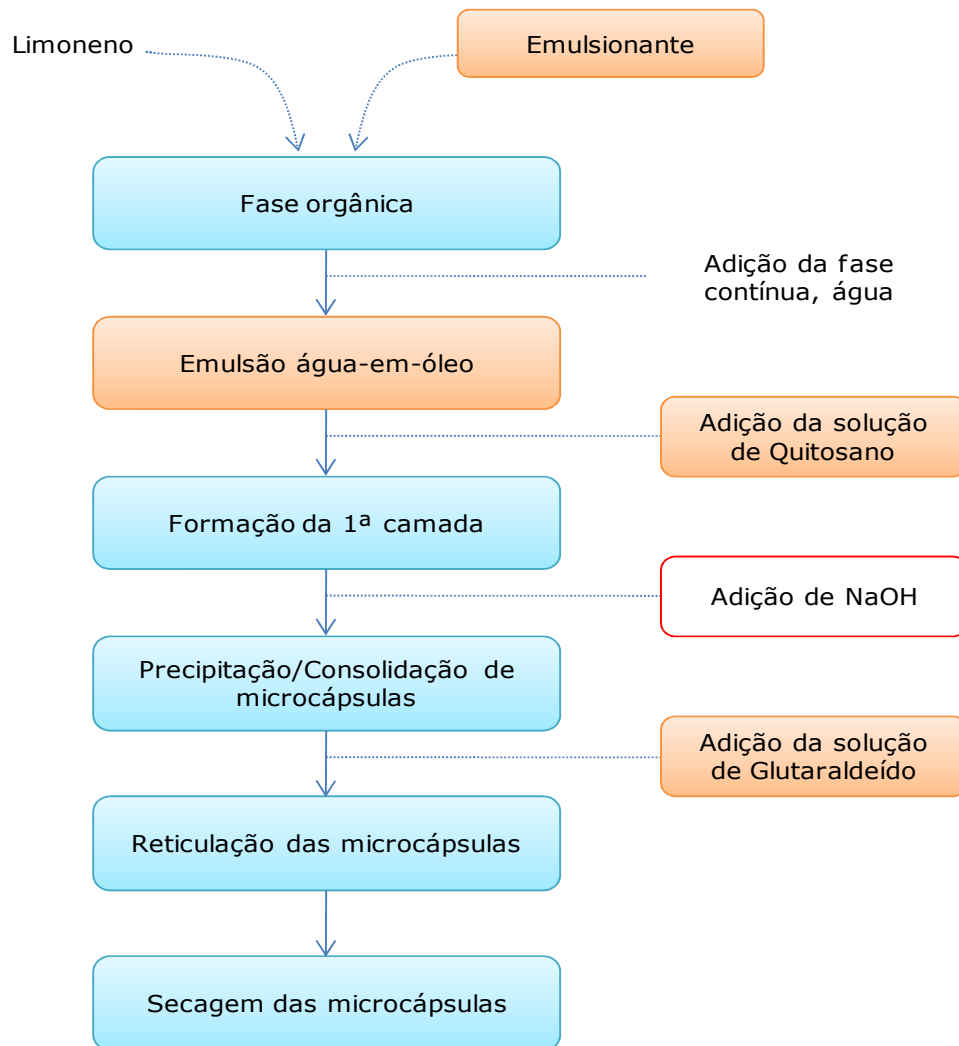 Limoneno
Emulsionante
Fase orgânica
Adição da fase
contínua, água
Emulsão água-em-óleo
Adição da solução
de Quitosano
Formação da 1ª camada
Adição de NaOH
Precipitação/Consolidação de
microcápsulas
Adição da solução
de Glutaraldeído
Reticulação das microcápsulas
Secagem das microcápsulas